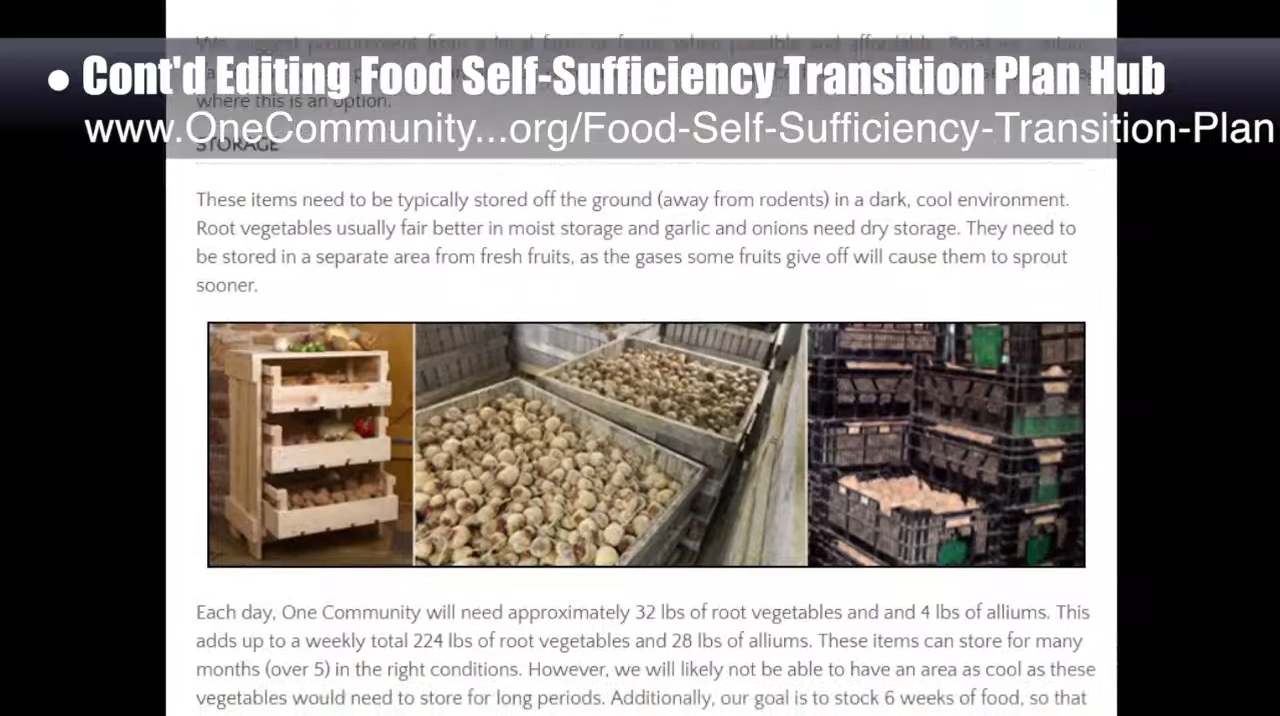 • Cont'd Editing Food Self-Sufficiency Transition Plan Hub
www.OneCommunity...org/Food-Self-Sufficiency-Transition-Plan
where this is an option.
STORAGE
These items need to be typically stored off the ground (away from rodents) in a dark, cool environment.
Root vegetables usually fair better in moist storage and garlic and onions need dry storage. They need to
be stored in a separate area from fresh fruits, as the gases some fruits give off will cause them to sprout
sooner.
Each day, One Community will need approximately 32 lbs of root vegetables and and 4 lbs of alliums. This
adds up to a weekly total 224 lbs of root vegetables and 28 lbs of alliums. These items can store for many
months (over 5) in the right conditions. However, we will likely not be able to have an area as cool as these
vegetables would need to store for long periods. Additionally, our goal is to stock 6 weeks of food, so that